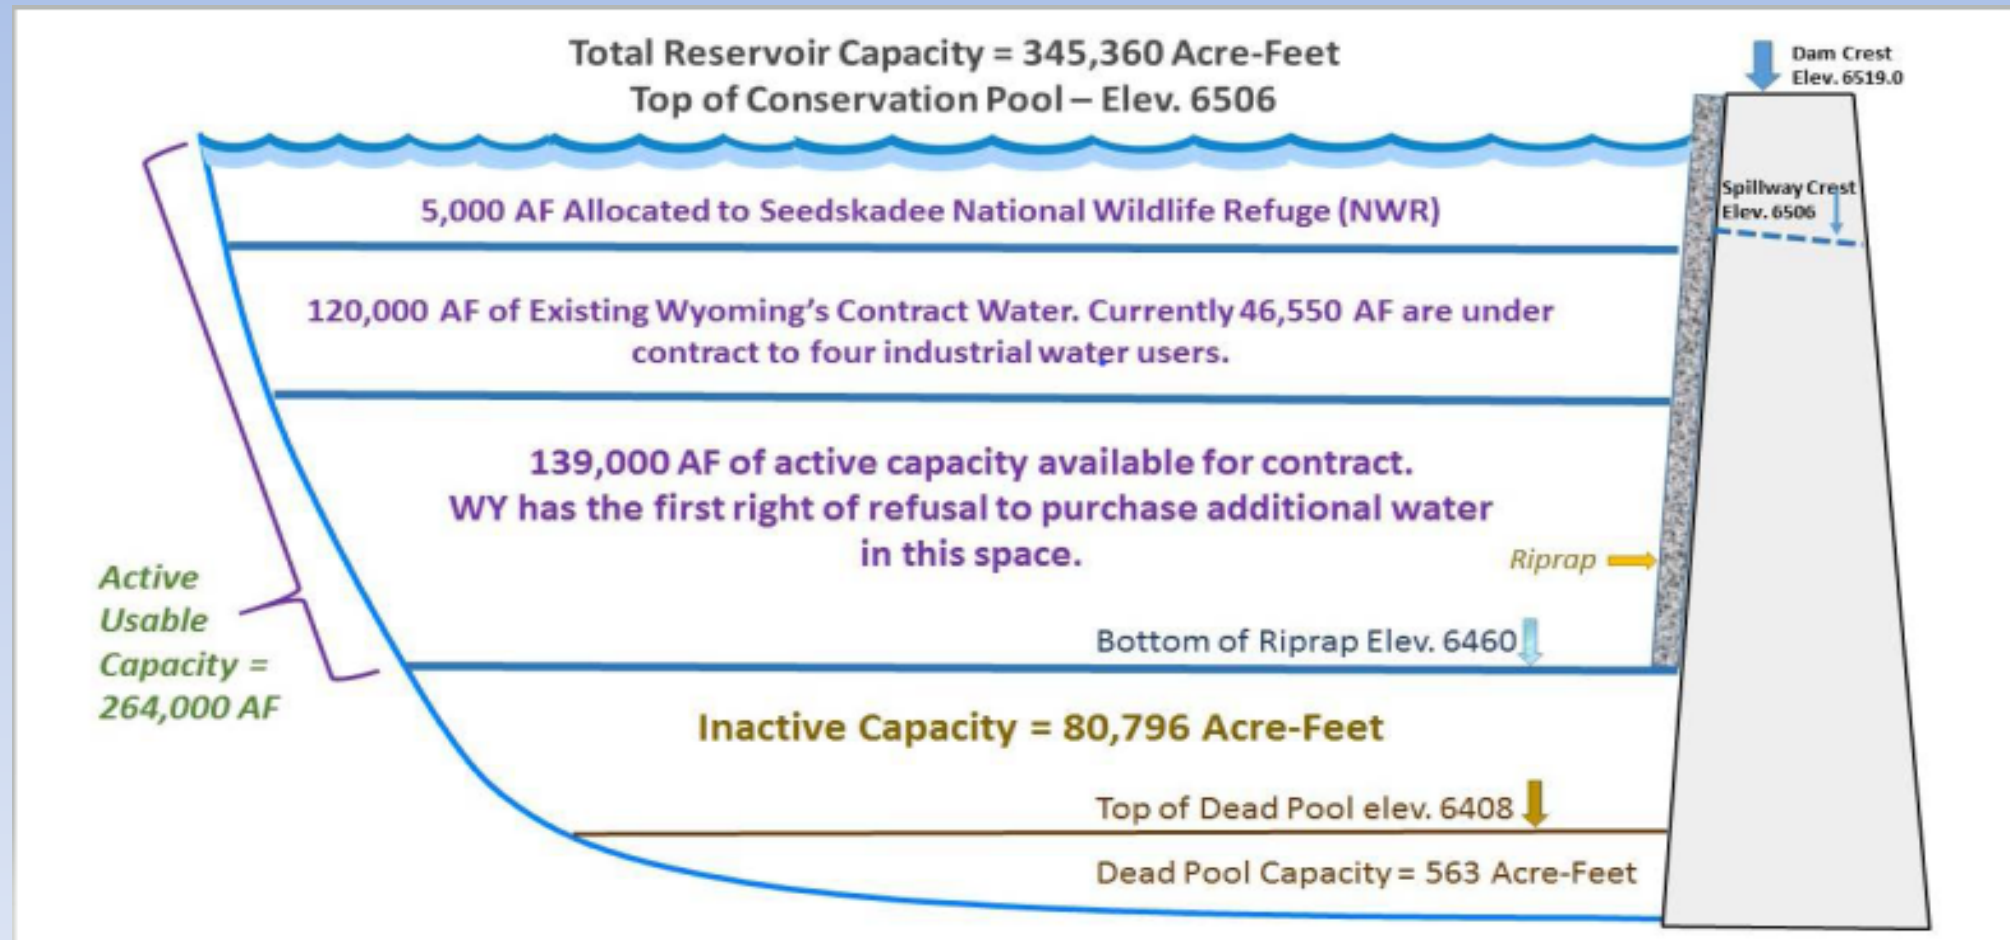 Total Reservoir Capacity = 345,360 Acre-Feet
Top of Conservation Pool – Elev. 6506
Dam Crest
Elev. 6519.0
5,000 AF Allocated to Seedskadee National Wildlife Refuge (NWR)
Spillway Crest
Elev. 6506
120,000 AF of Existing Wyoming's Contract Water. Currently 46,550 AF are under
contract to four industrial water users.
139,000 AF of active capacity available for contract.
WY has the first right of refusal to purchase additional water
in this space.
Riprap
Active
Usable
Capacity =
264,000 AF
Bottom of Riprap Elev. 6460
Inactive Capacity = 80,796 Acre-Feet
Top of Dead Pool elev. 6408
Dead Pool Capacity = 563 Acre-Feet